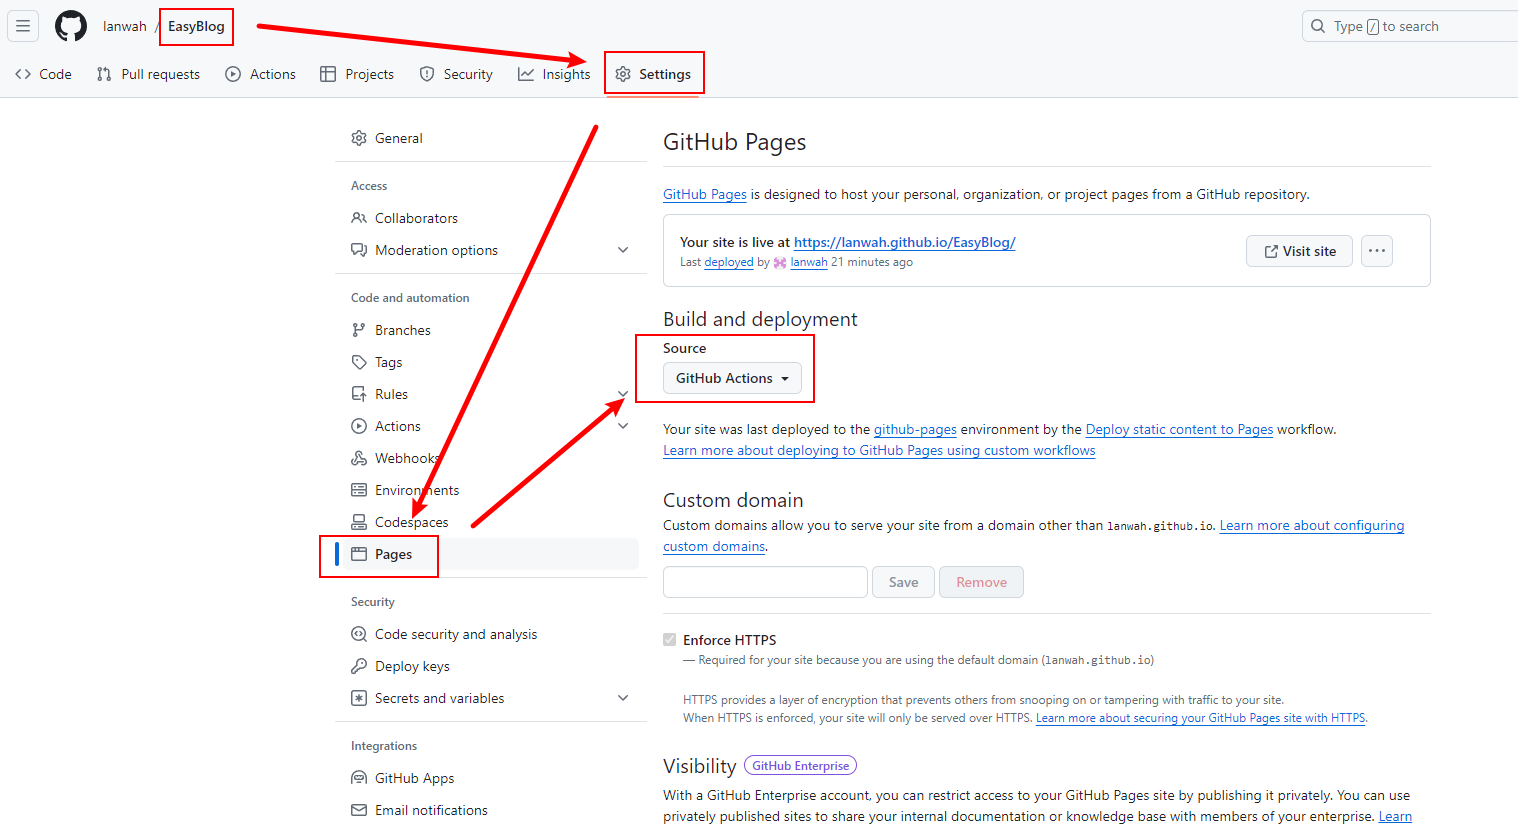 lanwah / EasyBlog
Type / to search
Code
Pull requests
Actions
Projects
Security
Insights
Settings
General
Access
Collaborators
Moderation options
Code and automation
Branches
Tags
Rules
Actions
Webhooks
Environments
Codespaces
Pages
Security
Code security and analysis
Deploy keys
Secrets and variables
Integrations
GitHub Apps
Email notifications
GitHub Pages
GitHub Pages is designed to host your personal, organization, or project pages from a GitHub repository.
Your site is live at https://lanwah.github.io/EasyBlog/
Last deployed by lanwah 21 minutes ago
Visit site
Build and deployment
Source
GitHub Actions
Your site was last deployed to the github-pages environment by the Deploy static content to Pages workflow.
Learn more about deploying to GitHub Pages using custom workflows
Custom domain
Custom domains allow you to serve your site from a domain other than lanwah.github.io. Learn more about configuring
custom domains.
Save
Remove
Enforce HTTPS
— Required for your site because you are using the default domain (lanwah.github.io)
HTTPS provides a layer of encryption that prevents others from snooping on or tampering with traffic to your site.
When HTTPS is enforced, your site will only be served over HTTPS. Learn more about securing your GitHub Pages site with HTTPS.
Visibility GitHub Enterprise
With a GitHub Enterprise account, you can restrict access to your GitHub Pages site by publishing it privately. You can use
privately published sites to share your internal documentation or knowledge base with members of your enterprise. Learn